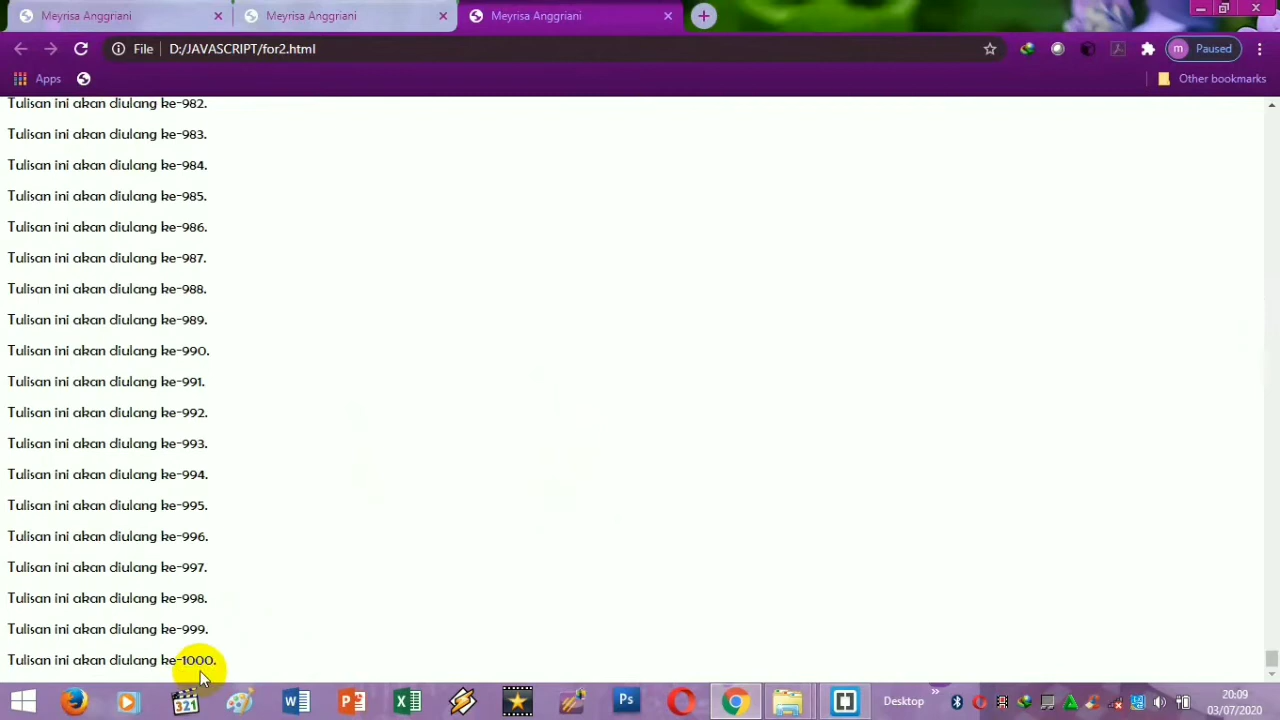 Meyrisa Anggriani
Meyrisa Anggriani
Meyrisa Anggriani
File D:/JAVASCRIPT/for2.html
m Paused
Apps
Other bookmarks
Tulisan ini akan diulang ke-982.
Tulisan ini akan diulang ke-983.
Tulisan ini akan diulang ke-984.
Tulisan ini akan diulang ke-985.
Tulisan ini akan diulang ke-986.
Tulisan ini akan diulang ke-987.
Tulisan ini akan diulang ke-988.
Tulisan ini akan diulang ke-989.
Tulisan ini akan diulang ke-990.
Tulisan ini akan diulang ke-991.
Tulisan ini akan diulang ke-992.
Tulisan ini akan diulang ke-993.
Tulisan ini akan diulang ke-994.
Tulisan ini akan diulang ke-995.
Tulisan ini akan diulang ke-996.
Tulisan ini akan diulang ke-997.
Tulisan ini akan diulang ke-998.
Tulisan ini akan diulang ke-999.
Tulisan ini akan diulang ke-1000.
321
Ps
Desktop
20:09
03/07/2020